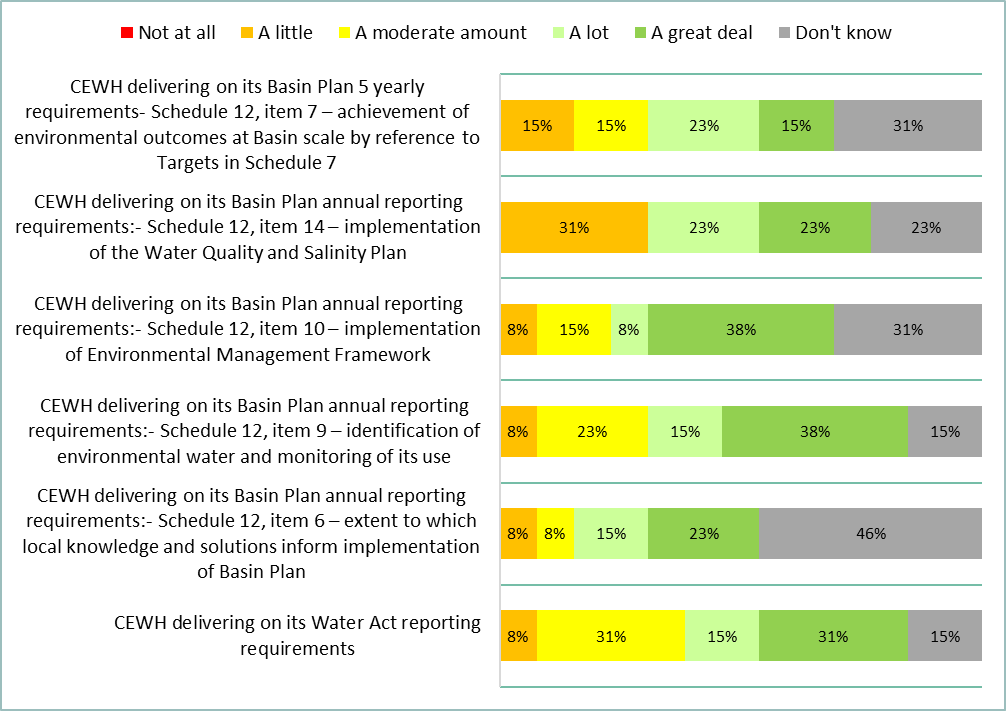 Not at all A little A moderate amount A lot A great deal Don't know
CEWH delivering on its Basin Plan 5 yearly
requirements- Schedule 12, item 7 – achievement of
environmental outcomes at Basin scale by reference to
Targets in Schedule 7
15% 15% 23% 15% 31%
CEWH delivering on its Basin Plan annual reporting
requirements:- Schedule 12, item 14 – implementation
of the Water Quality and Salinity Plan
31% 23% 23% 23%
CEWH delivering on its Basin Plan annual reporting
requirements:- Schedule 12, item 10 – implementation
of Environmental Management Framework
8% 15% 8% 38% 31%
CEWH delivering on its Basin Plan annual reporting
requirements:- Schedule 12, item 9 – identification of
environmental water and monitoring of its use
8% 23% 15% 38% 15%
CEWH delivering on its Basin Plan annual reporting
requirements:- Schedule 12, item 6 – extent to which
local knowledge and solutions inform implementation
of Basin Plan
8% 8% 15% 23% 46%
CEWH delivering on its Water Act reporting
requirements
8% 31% 15% 31% 15%